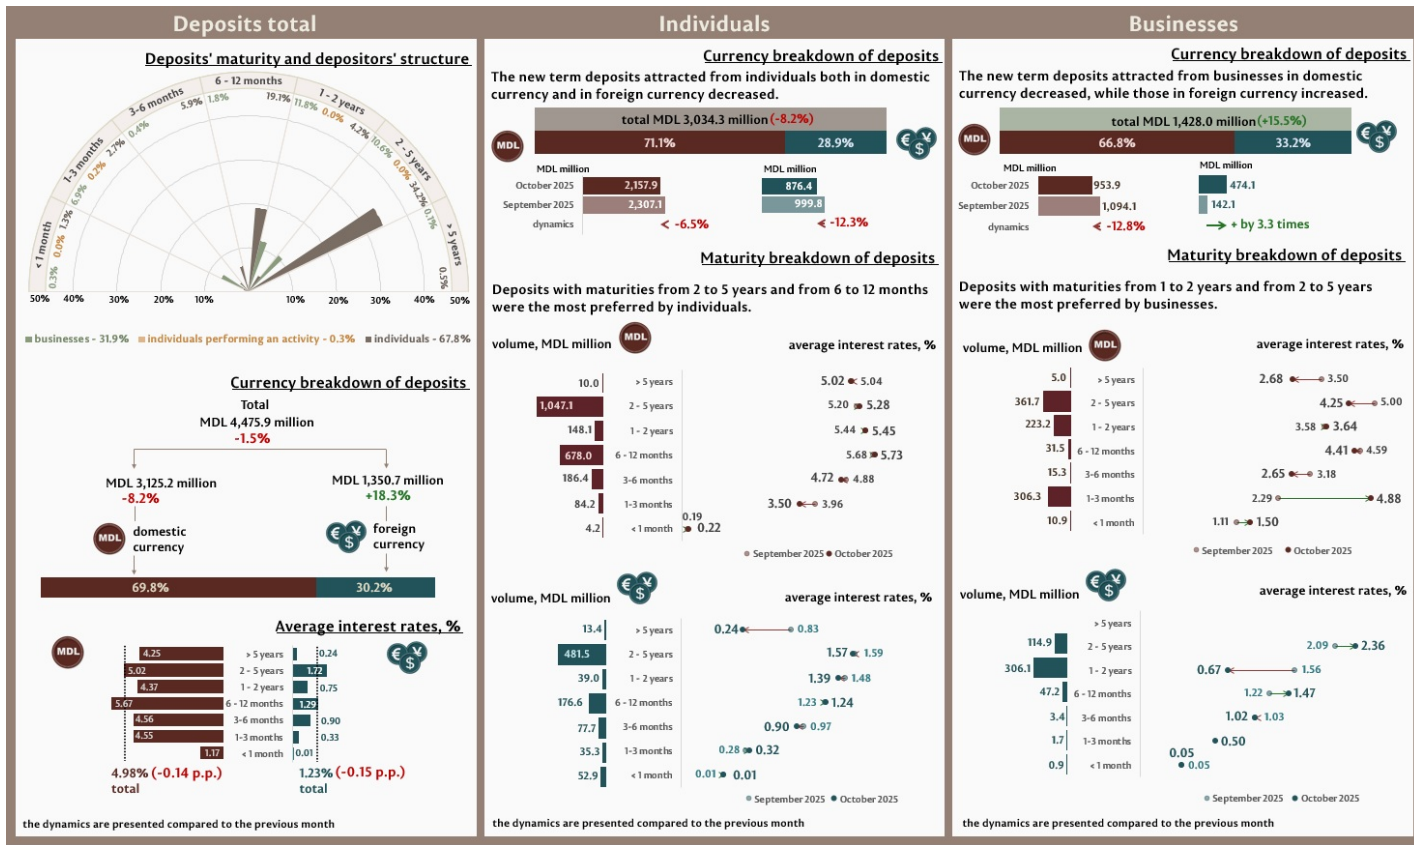 Deposits total
Deposits' maturity and depositors' structure
< 1 month
1-3 months
3-6 months
6 - 12 months
1 - 2 years
2 - 5 years
> 5 years
0.3%
0.0%
1.3%
6.9%
0.2%
2.7%
0.4%
5.9%
1.8%
19.1%
11.8%
0.0%
4.2%
10.6%
0.0%
34.2%
0.1%
0.5%
50% 40% 30% 20% 10% 10% 20% 30% 40% 50%
businesses - 31.9% individuals performing an activity - 0.3% individuals - 67.8%
Currency breakdown of deposits
Total
MDL 4,475.9 million
-1.5%
MDL 3,125.2 million
-8.2%
MDL 1,350.7 million
+18.3%
MDL
domestic
currency
€ ¥ $
foreign
currency
69.8% 30.2%
Average interest rates, %
MDL
€ ¥ $
4.25 > 5 years 0.24
5.02 2 - 5 years 1.72
4.37 1 - 2 years 0.75
5.67 6 - 12 months 1.29
4.56 3-6 months 0.90
4.55 1-3 months 0.33
1.17 < 1 month 0.01
4.98% (-0.14 p.p.)
total
1.23% (-0.15 p.p.)
total
the dynamics are presented compared to the previous month
Individuals
Currency breakdown of deposits
The new term deposits attracted from individuals both in domestic
currency and in foreign currency decreased.
total MDL 3,034.3 million (-8.2%)
MDL
71.1% 28.9%
€ ¥ $
MDL million MDL million
October 2025 2,157.9 876.4
September 2025 2,307.1 999.8
dynamics -6.5% -12.3%
Maturity breakdown of deposits
Deposits with maturities from 2 to 5 years and from 6 to 12 months
were the most preferred by individuals.
volume, MDL million MDL average interest rates, %
10.0 > 5 years 5.02 5.04
1,047.1 2 - 5 years 5.20 5.28
148.1 1 - 2 years 5.44 5.45
678.0 6 - 12 months 5.68 5.73
186.4 3-6 months 4.72 4.88
84.2 1-3 months 3.50 3.96
4.2 < 1 month 0.19 0.22
September 2025 October 2025
volume, MDL million € ¥ $ average interest rates, %
13.4 > 5 years 0.24 0.83
481.5 2 - 5 years 1.57 1.59
39.0 1 - 2 years 1.39 1.48
176.6 6 - 12 months 1.23 1.24
77.7 3-6 months 0.90 0.97
35.3 1-3 months 0.28 0.32
52.9 < 1 month 0.01 0.01
September 2025 October 2025
the dynamics are presented compared to the previous month
Businesses
Currency breakdown of deposits
The new term deposits attracted from businesses in domestic
currency decreased, while those in foreign currency increased.
total MDL 1,428.0 million (+15.5%)
MDL
66.8% 33.2%
€ ¥ $
MDL million MDL million
October 2025 953.9 474.1
September 2025 1,094.1 142.1
dynamics -12.8% + by 3.3 times
Maturity breakdown of deposits
Deposits with maturities from 1 to 2 years and from 2 to 5 years
were the most preferred by businesses.
volume, MDL million MDL average interest rates, %
5.0 > 5 years 2.68 3.50
361.7 2 - 5 years 4.25 5.00
223.2 1 - 2 years 3.58 3.64
31.5 6 - 12 months 4.41 4.59
15.3 3-6 months 2.65 3.18
306.3 1-3 months 2.29 4.88
10.9 < 1 month 1.11 1.50
September 2025 October 2025
volume, MDL million € ¥ $ average interest rates, %
> 5 years
114.9 2 - 5 years 2.09 2.36
306.1 1 - 2 years 0.67 1.56
47.2 6 - 12 months 1.22 1.47
3.4 3-6 months 1.02 1.03
1.7 1-3 months 0.50
0.05
0.9 < 1 month 0.05
September 2025 October 2025
the dynamics are presented compared to the previous month